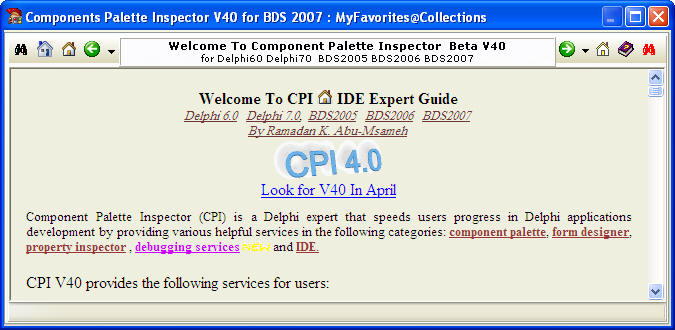 Components Palette Inspector V40 for BDS 2007 : MyFavorites@Collections
Welcome To Component Palette Inspector Beta V40
for Delphi60 Delphi70 BDS2005 BDS2006 BDS2007
Welcome To CPI IDE Expert Guide
Delphi 6.0 Delphi 7.0, BDS2005 BDS2006 BDS2007
By Ramadan K. Abu-Msameh
CPI 4.0
Look for V40 In April
Component Palette Inspector (CPI) is a Delphi expert that speeds users progress in Delphi applications
development by providing various helpful services in the following categories: component palette, form designer,
property inspector , debugging services and IDE.
CPI V40 provides the following services for users: